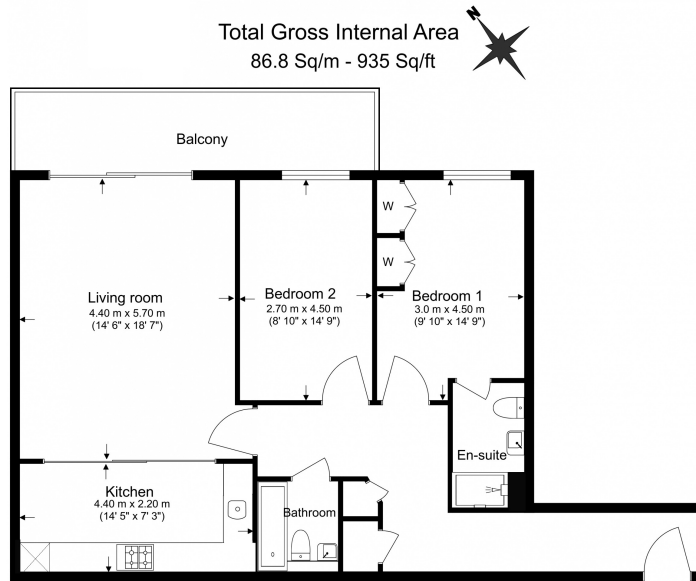 Total Gross Internal Area
86.8 Sq/m - 935 Sq/ft
N
Balcony
W
W
Living room
4.40 m x 5.70 m
(14' 6" x 18' 7")
Bedroom 2
2.70 m x 4.50 m
(8' 10" x 14' 9")
Bedroom 1
3.0 m x 4.50 m
(9' 10" x 14' 9")
En-suite
Kitchen
4.40 m x 2.20 m
(14' 5" x 7' 3")
Bathroom